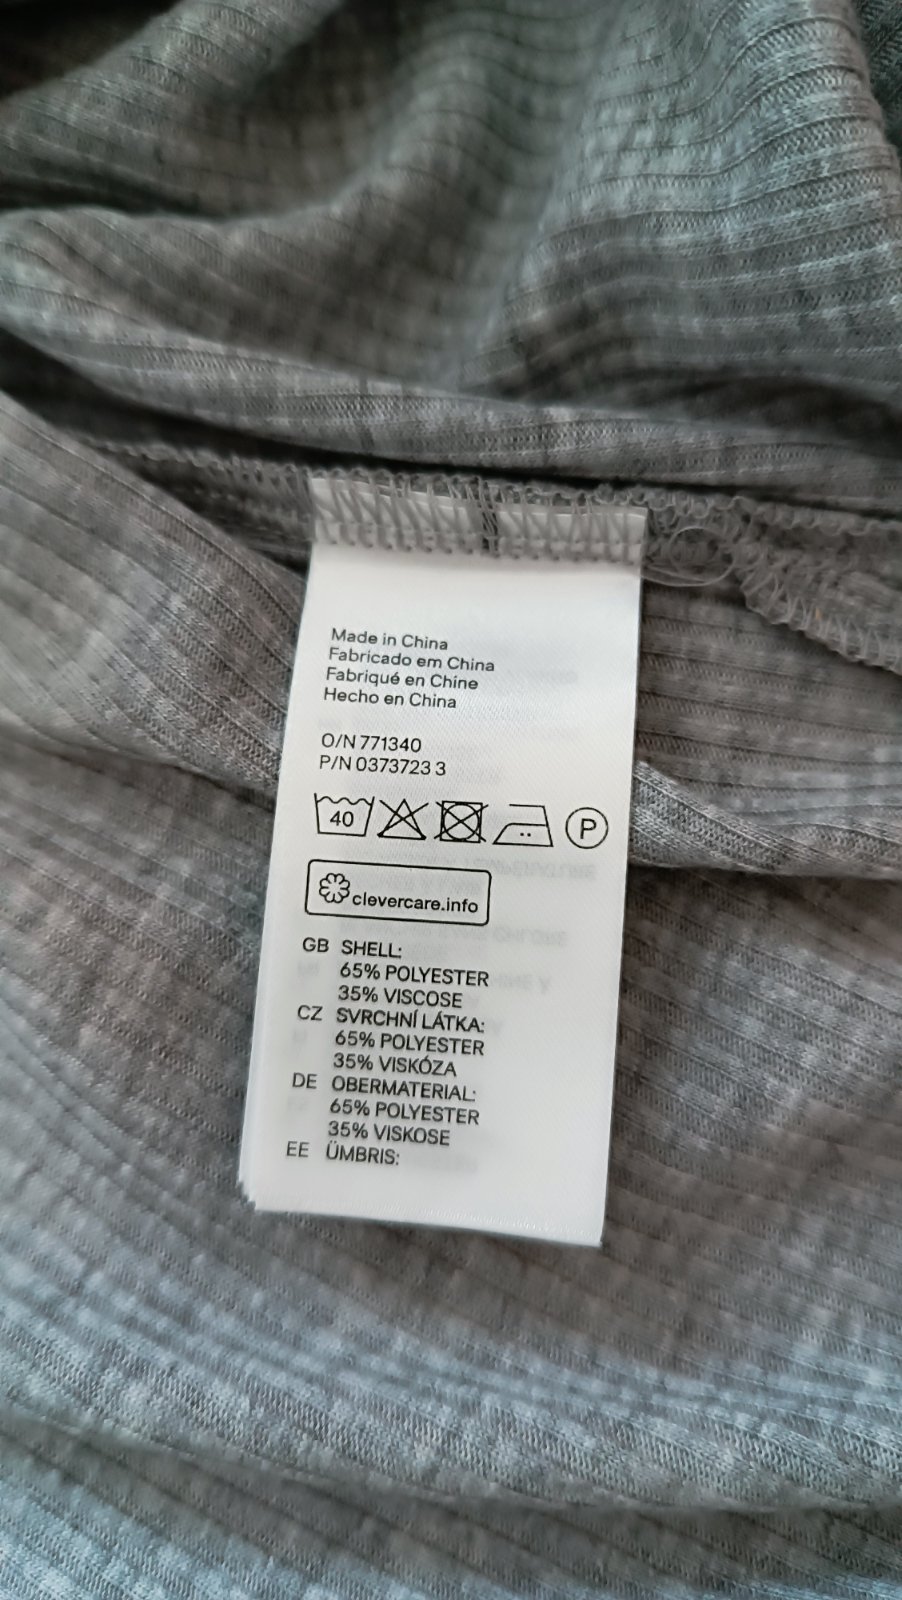 Made in China
Fabricado em China
Fabriqué en Chine
Hecho en China
O/N 771340
P/N 0373723 3
40 P
clevercare.info
GB SHELL:
65% POLYESTER
35% VISCOSE
CZ SVRCHNÍ LÁTKA:
65% POLYESTER
35% VISKÓZA
DE OBERMATERIAL:
65% POLYESTER
35% VISKOSE
EE ÜMBRIS: